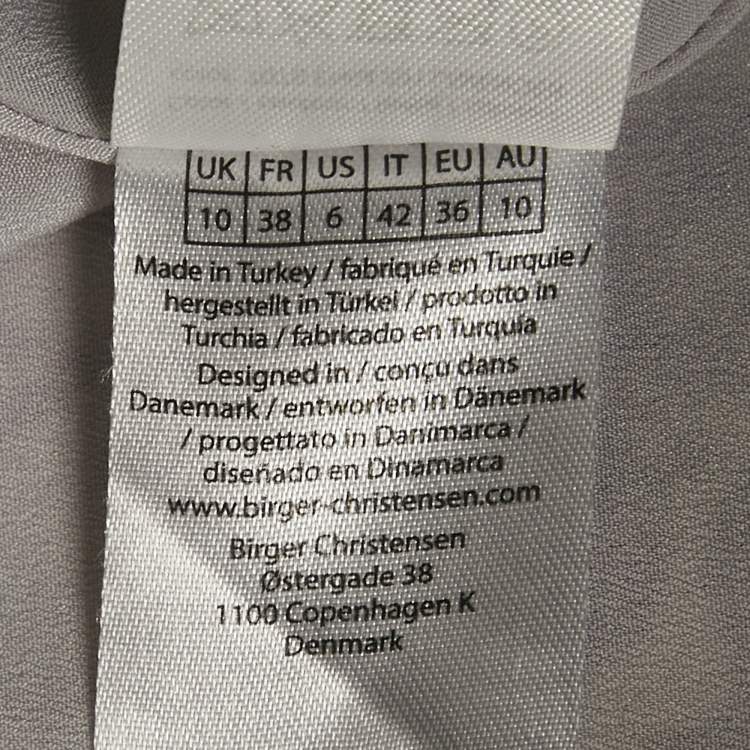 UK FR US IT EU AU
10 38 6 42 36 10
Made in Turkey / fabriqué en Turquie /
hergestellt in Türkei / prodotto in
Turchia / fabricado en Turquía
Designed in / conçu dans
Danemark / entworfen in Dänemark
/ progettato in Danimarca /
diseñado en Dinamarca
www.birger-christensen.com
Birger Christensen
Østergade 38
1100 Copenhagen K
Denmark